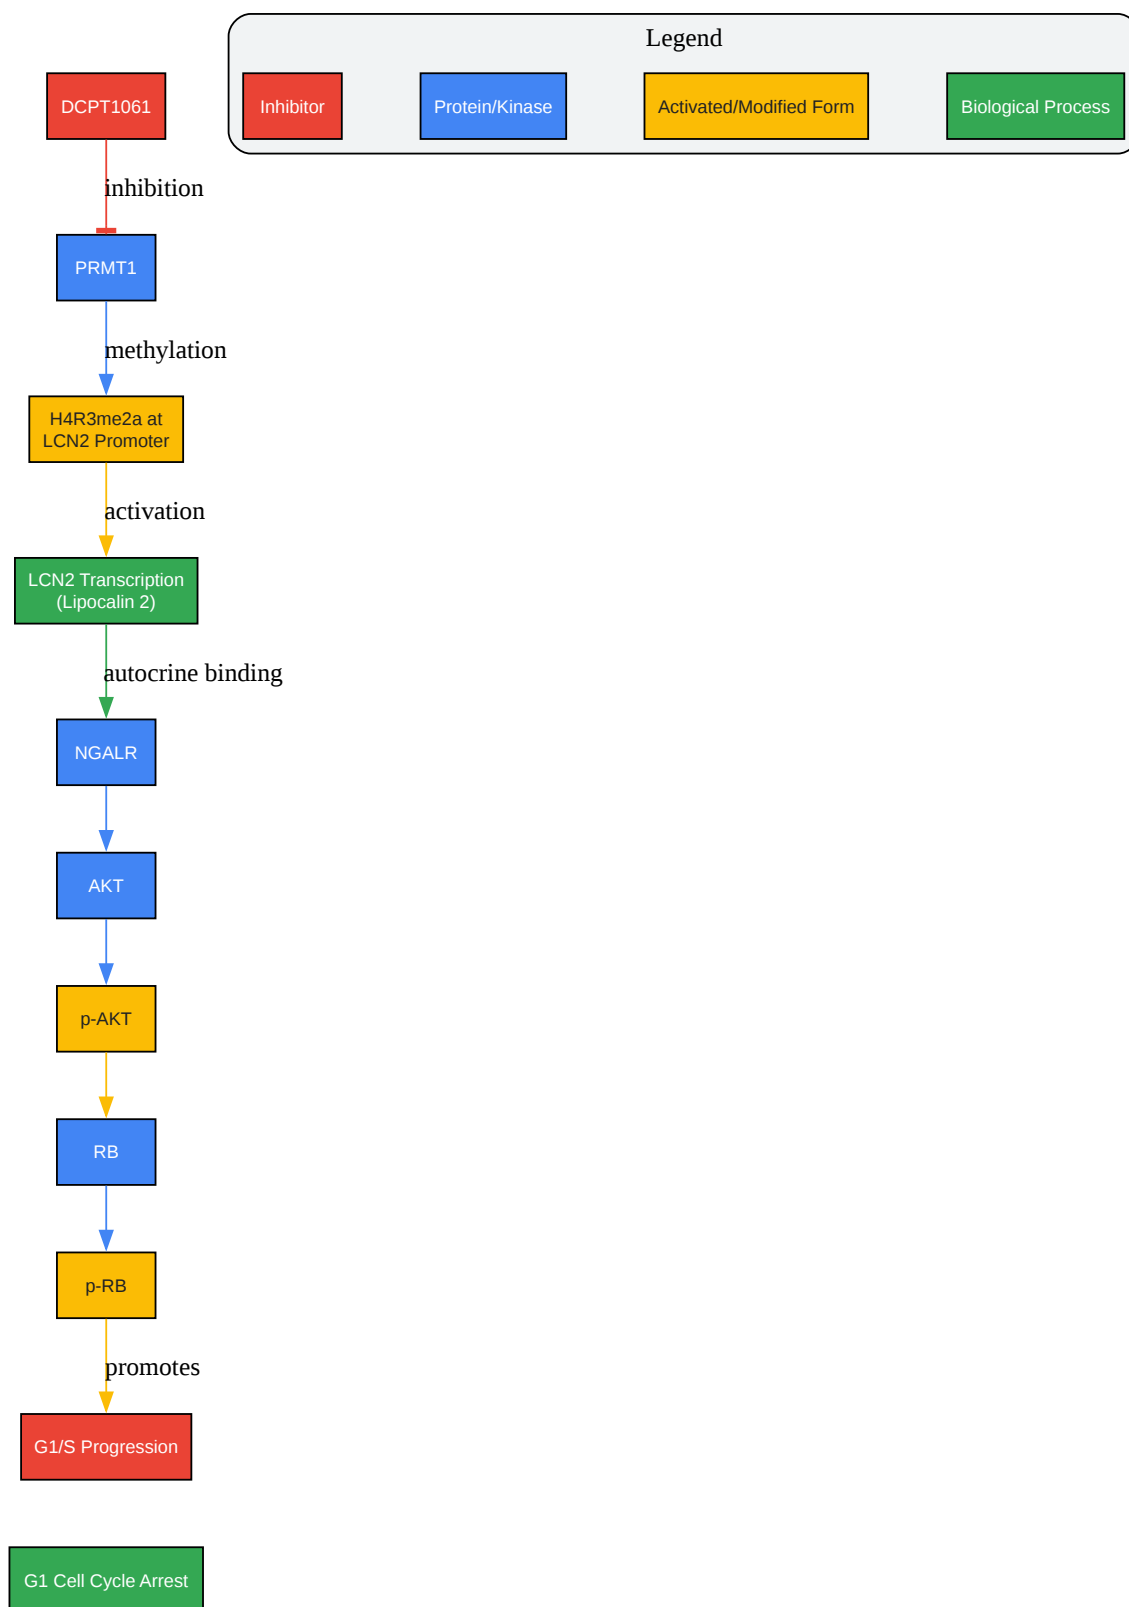 Legend
DCPT1061
Inhibitor
Protein/Kinase
Activated/Modified Form
Biological Process
inhibition
PRMT1
methylation
H4R3me2a at
LCN2 Promoter
activation
LCN2 Transcription
(Lipocalin 2)
autocrine binding
NGALR
AKT
p-AKT
RB
p-RB
promotes
G1/S Progression
G1 Cell Cycle Arrest